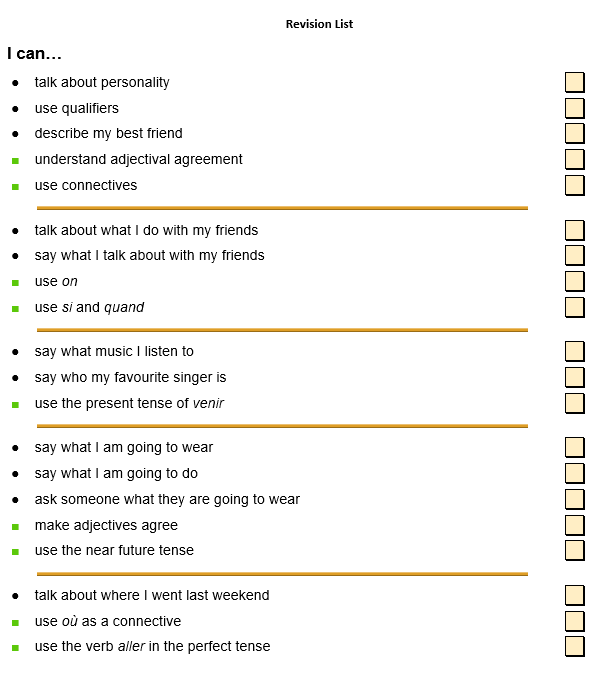 Revision List
I can…
● talk about personality
● use qualifiers
● describe my best friend
■ understand adjectival agreement
■ use connectives
● talk about what I do with my friends
● say what I talk about with my friends
■ use on
■ use si and quand
● say what music I listen to
● say who my favourite singer is
■ use the present tense of venir
● say what I am going to wear
● say what I am going to do
● ask someone what they are going to wear
■ make adjectives agree
■ use the near future tense
● talk about where I went last weekend
■ use où as a connective
■ use the verb aller in the perfect tense